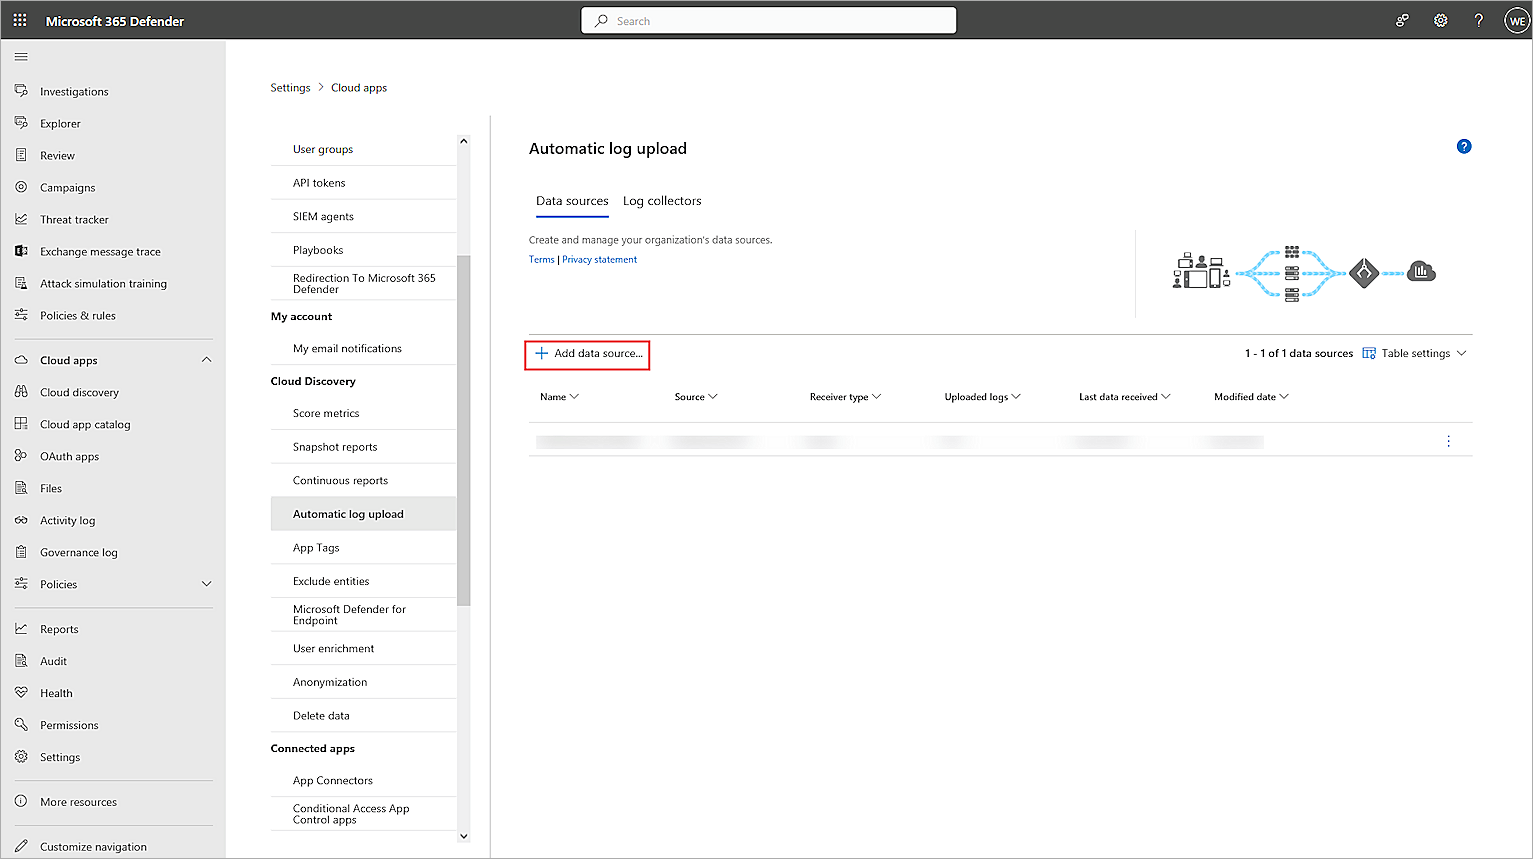 Microsoft 365 Defender
Search
?
WE
Investigations
Explorer
Review
Campaigns
Threat tracker
Exchange message trace
Attack simulation training
Policies & rules
Cloud apps
Cloud discovery
Cloud app catalog
OAuth apps
Files
Activity log
Governance log
Policies
Reports
Audit
Health
Permissions
Settings
More resources
Customize navigation
Settings > Cloud apps
User groups
API tokens
SIEM agents
Playbooks
Redirection To Microsoft 365
Defender
My account
My email notifications
Cloud Discovery
Score metrics
Snapshot reports
Continuous reports
Automatic log upload
App Tags
Exclude entities
Microsoft Defender for
Endpoint
User enrichment
Anonymization
Delete data
Connected apps
App Connectors
Conditional Access App
Control apps
Automatic log upload
?
Data sources Log collectors
Create and manage your organization's data sources.
Terms | Privacy statement
+ Add data source...
1 - 1 of 1 data sources Table settings
Name Source Receiver type Uploaded logs Last data received Modified date